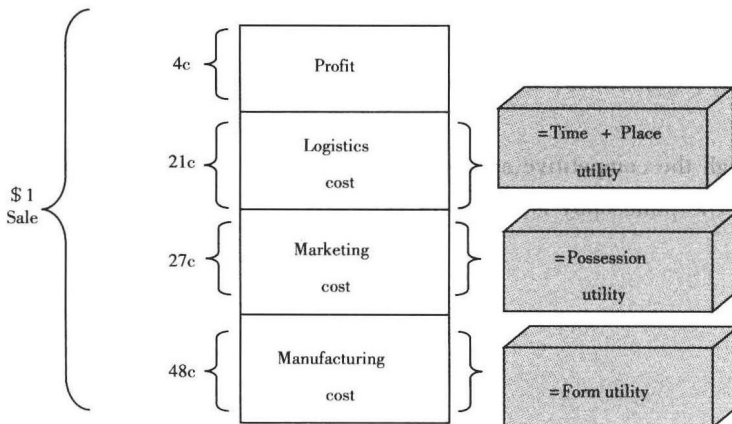 4c
Profit
21c
Logistics
cost
=Time + Place
utility
$1
Sale
27c
Marketing
cost
=Possession
utility
48c
Manufacturing
cost
=Form utility